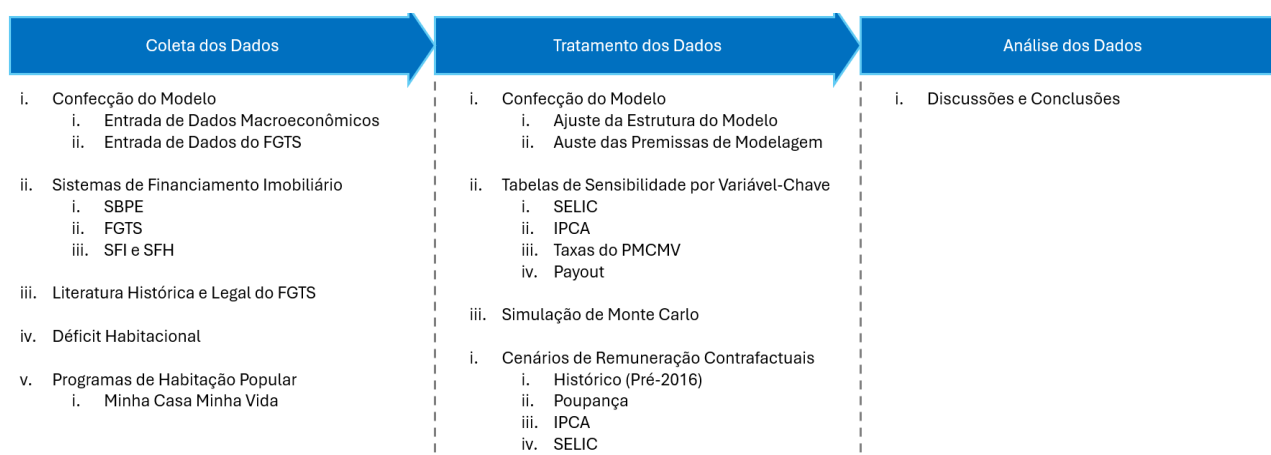 Coleta dos Dados
i. Confecção do Modelo
i. Entrada de Dados Macroeconômicos
ii. Entrada de Dados do FGTS
ii. Sistemas de Financiamento Imobiliário
i. SBPE
ii. FGTS
iii. SFI e SFH
iii. Literatura Histórica e Legal do FGTS
iv. Déficit Habitacional
v. Programas de Habitação Popular
i. Minha Casa Minha Vida
Tratamento dos Dados
i. Confecção do Modelo
i. Ajuste da Estrutura do Modelo
ii. Auste das Premissas de Modelagem
ii. Tabelas de Sensibilidade por Variável-Chave
i. SELIC
ii. IPCA
iii. Taxas do PMCMV
iv. Payout
iii. Simulação de Monte Carlo
i. Cenários de Remuneração Contrafactuais
i. Histórico (Pré-2016)
ii. Poupança
iii. IPCA
iv. SELIC
Análise dos Dados
i. Discussões e Conclusões